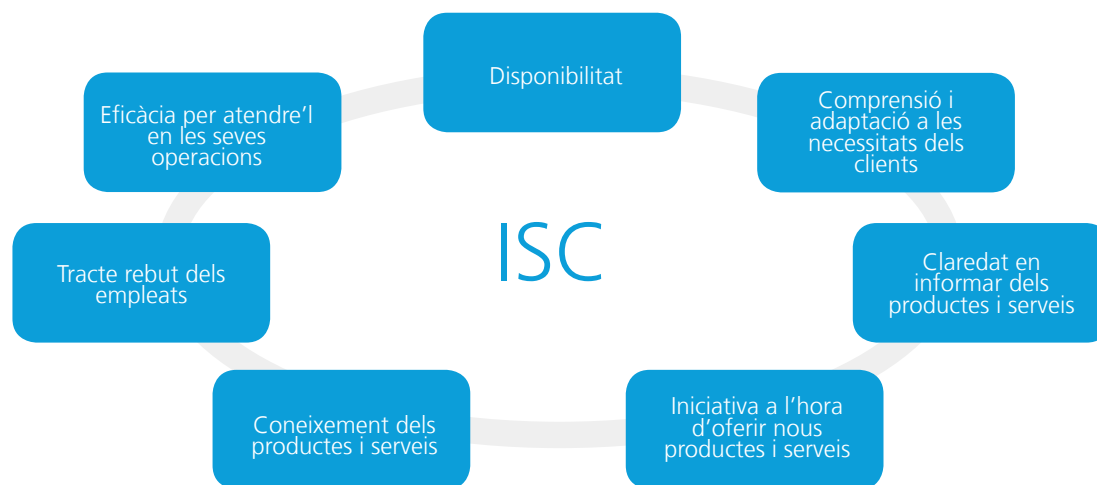 Disponibilitat
Eficàcia per atendre’l
en les seves
operacions
Comprensió i
adaptació a les
necessitats dels
clients
ISC
Tracte rebut dels
empleats
Claredat en
informar dels
productes i serveis
Coneixement dels
productes i serveis
Iniciativa a l’hora
d’oferir nous
productes i serveis